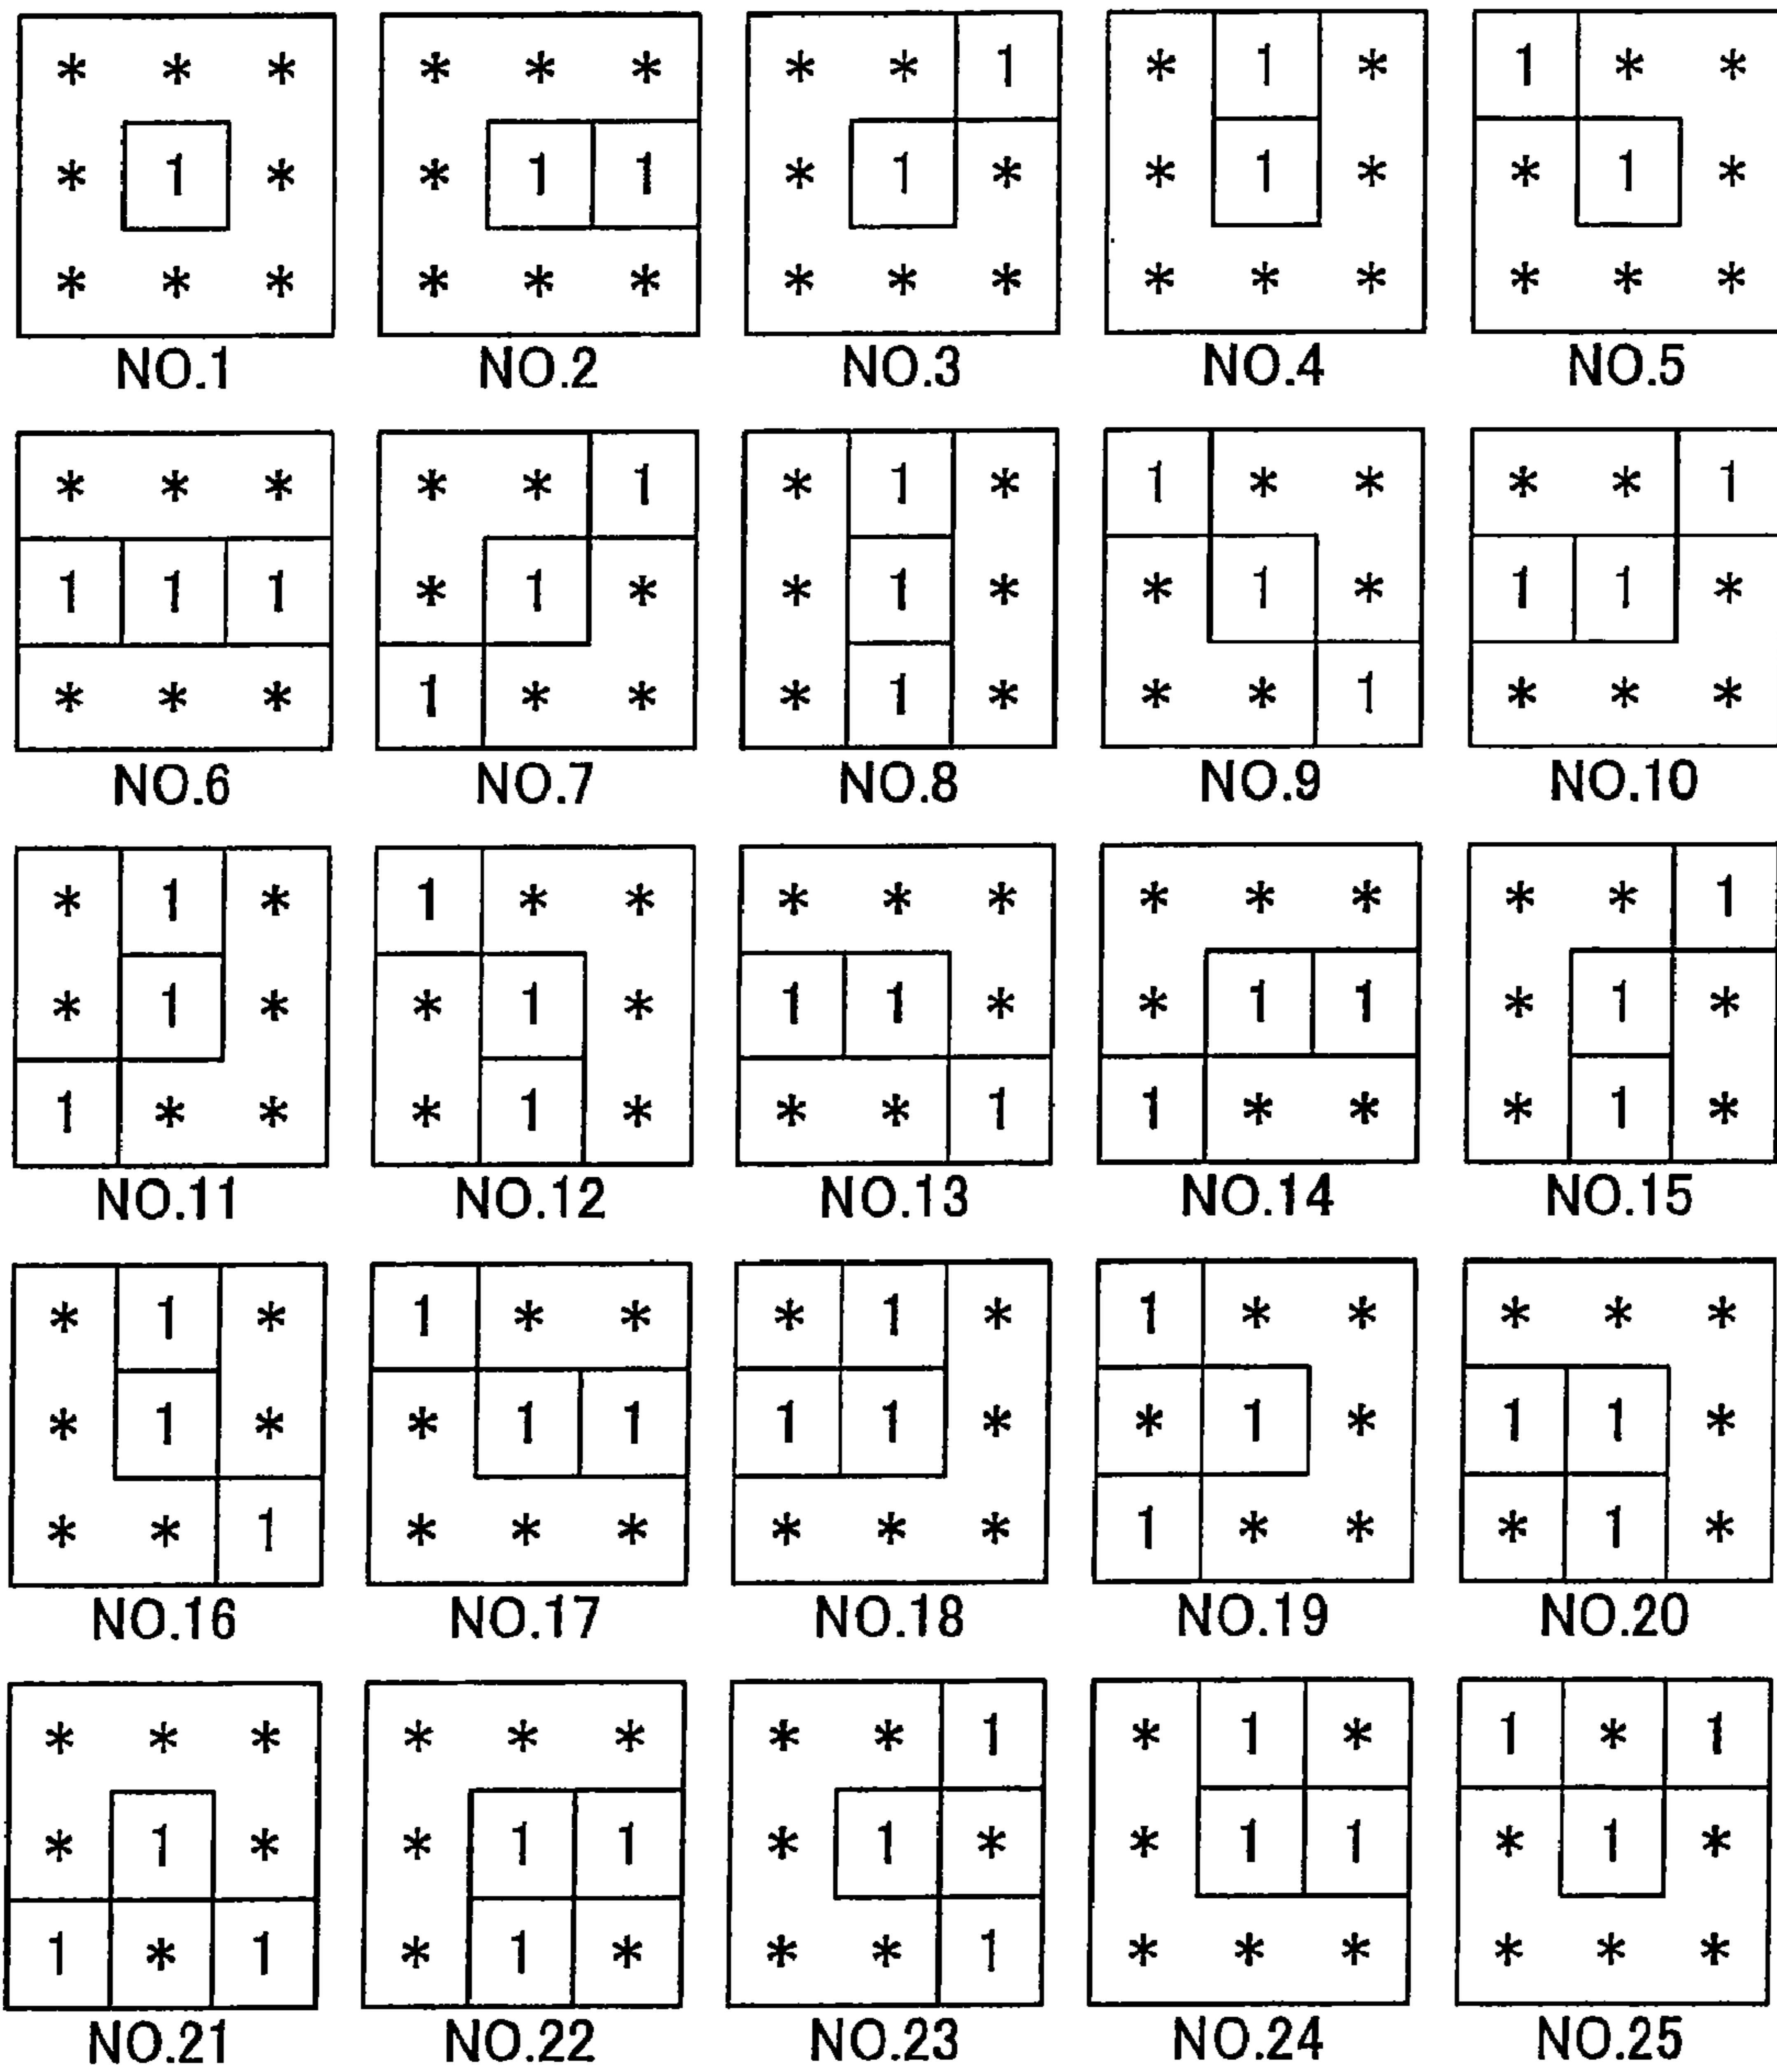 * * * * * * * * 1 * 1 * 1 * *
* 1 * * 1 1 * 1 * * 1 * * 1 *
* * * * * * * * * * * * * * *
NO.1 NO.2 NO.3 NO.4 NO.5
* * * * * 1 * 1 * 1 * * * * 1
1 1 1 * 1 * * 1 * * 1 * 1 1 *
* * * 1 * * * 1 * * * 1 * * *
NO.6 NO.7 NO.8 NO.9 NO.10
* 1 * 1 * * * * * * * * * * 1
* 1 * * 1 * 1 1 * * 1 1 * 1 *
1 * * * 1 * * * 1 1 * * * 1 *
NO.11 NO.12 NO.13 NO.14 NO.15
* 1 * 1 * * * 1 * 1 * * * * *
* 1 * * 1 1 1 1 * * 1 * 1 1 *
* * 1 * * * * * * 1 * * * 1 *
NO.16 NO.17 NO.18 NO.19 NO.20
* * * * * * * * 1 * 1 * 1 * 1
* 1 * * 1 1 * 1 * * 1 1 * 1 *
1 * 1 * 1 * * * 1 * * * * * *
NO.21 NO.22 NO.23 NO.24 NO.25